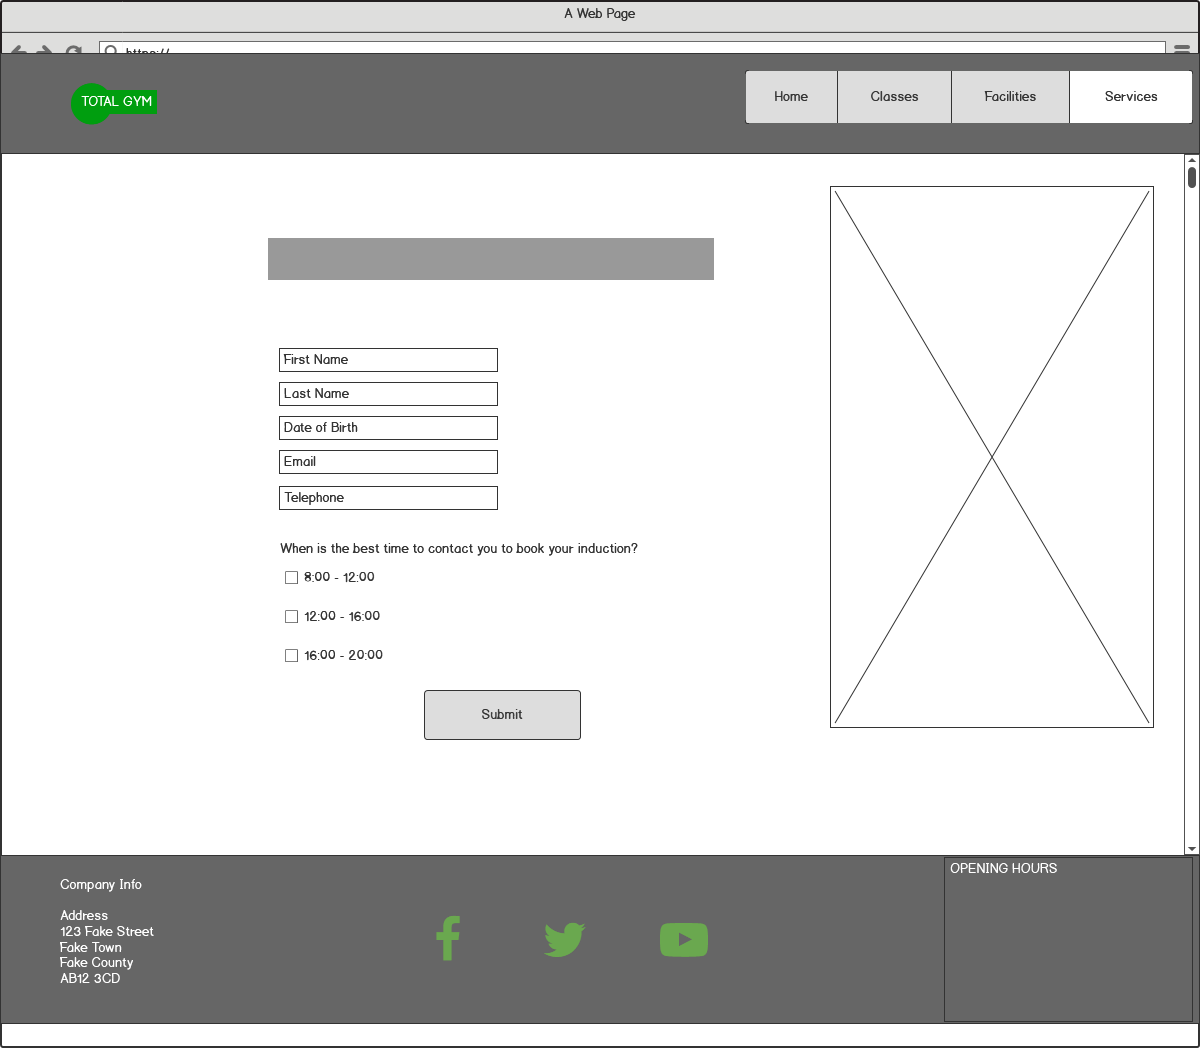 A Web Page
https://
TOTAL GYM
Home
Classes
Facilities
Services
First Name
Last Name
Date of Birth
Email
Telephone
When is the best time to contact you to book your induction?
8:00 - 12:00
12:00 - 16:00
16:00 - 20:00
Submit
Company Info
Address
123 Fake Street
Fake Town
Fake County
AB12 3CD
OPENING HOURS